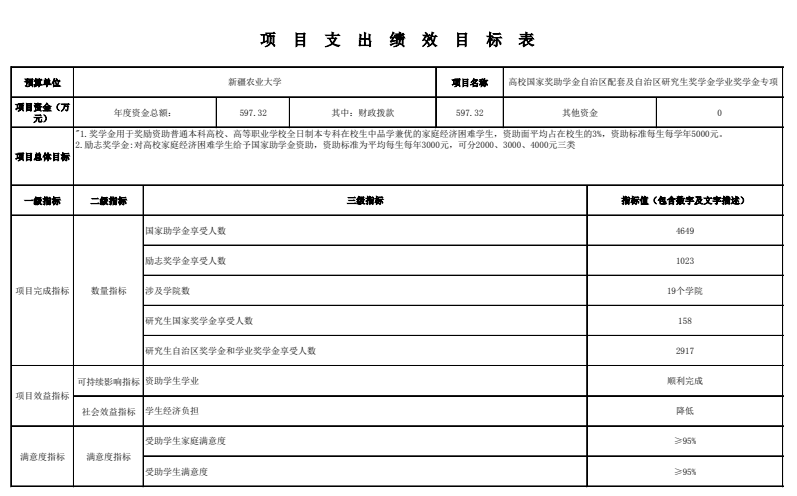 项目支出绩效目标表
预算单位 新疆农业大学 项目名称 高校国家奖助学金自治区配套及自治区研究生奖学金学业奖学金专项
项目资金（万元） 年度资金总额： 597.32 其中：财政拨款 597.32 其他资金 0
项目总体目标 "1.奖学金用于奖励资助普通本科高校、高等职业学校全日制本专科在校生中品学兼优的家庭经济困难学生，资助面平均占在校生的3%，资助标准每生每学年5000元。
2.励志奖学金:对高校家庭经济困难学生给予国家助学金资助，资助标准为平均每生每年3000元，可分2000、3000、4000元三类
一级指标 二级指标 三级指标 指标值（包含数字及文字描述）
项目完成指标 数量指标 国家助学金享受人数 4649
励志奖学金享受人数 1023
涉及学院数 19个学院
研究生国家奖学金享受人数 158
研究生自治区奖学金和学业奖学金享受人数 2917
项目效益指标 可持续影响指标 资助学生学业 顺利完成
社会效益指标 学生经济负担 降低
满意度指标 满意度指标 受助学生家庭满意度 ≥95%
受助学生满意度 ≥95%